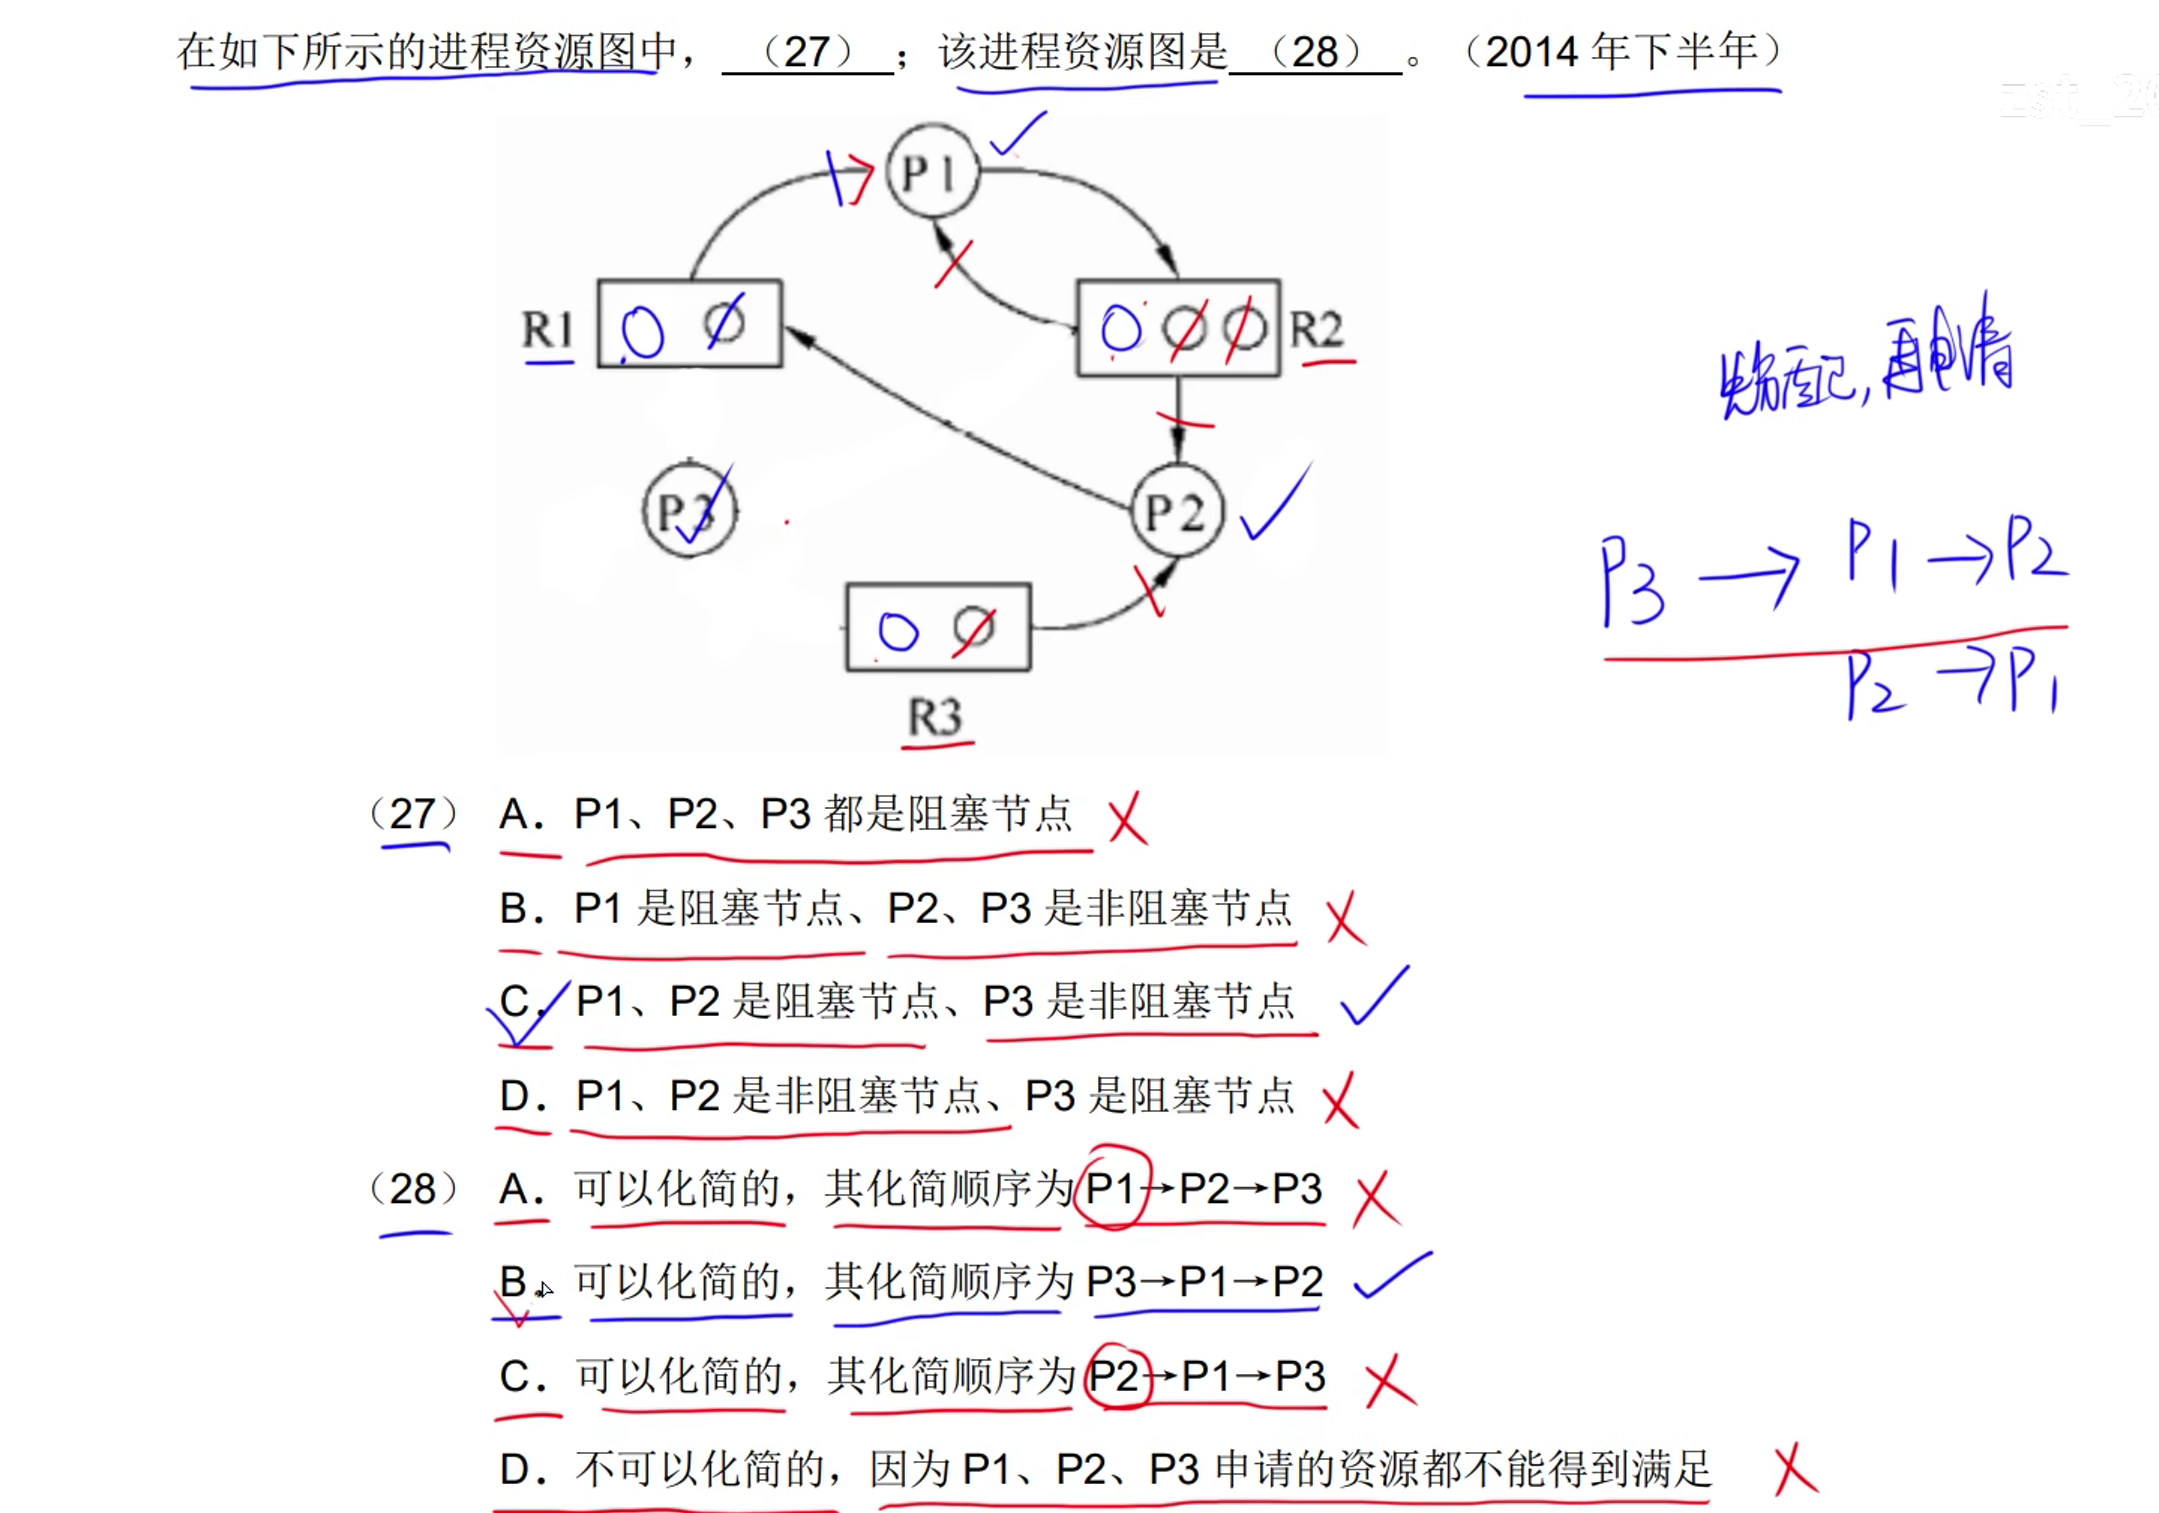 在如下所示的进程资源图中，（27）；该进程资源图是（28）。（2014 年下半年）
zst_20
P1
R1
R2
先分配，再申请
P3
P2
P3 → P1 → P2
P2 → P1
R3
（27） A．P1、P2、P3 都是阻塞节点
B．P1 是阻塞节点、P2、P3 是非阻塞节点
C．P1、P2 是阻塞节点、P3 是非阻塞节点
D．P1、P2 是非阻塞节点、P3 是阻塞节点
（28） A．可以化简的，其化简顺序为 P1→P2→P3
B．可以化简的，其化简顺序为 P3→P1→P2
C．可以化简的，其化简顺序为 P2→P1→P3
D．不可以化简的，因为 P1、P2、P3 申请的资源都不能得到满足